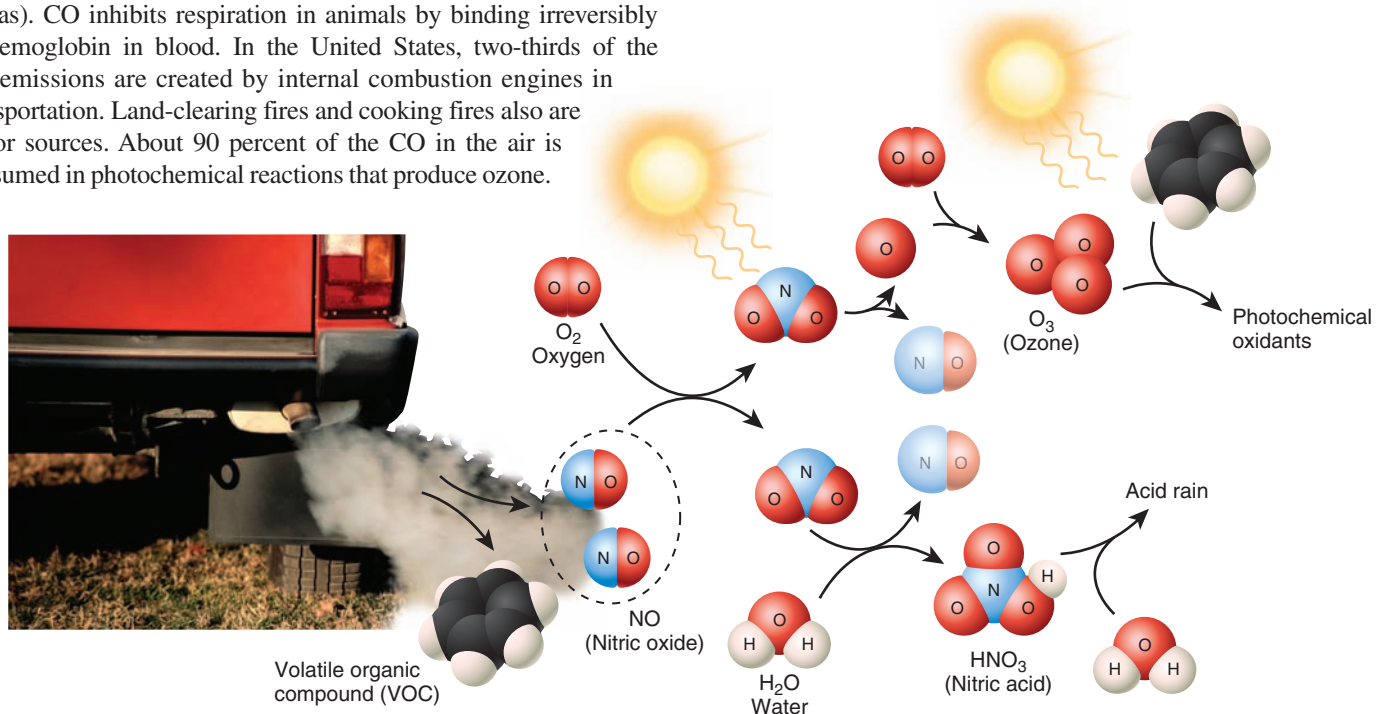 as). CO inhibits respiration in animals by binding irreversibly
emoglobin in blood. In the United States, two-thirds of the
emissions are created by internal combustion engines in
sportation. Land-clearing fires and cooking fires also are
or sources. About 90 percent of the CO in the air is
sumed in photochemical reactions that produce ozone.
O O
O
O O
O2
Oxygen
N
O O
N O
O
O
O
O3
(Ozone)
Photochemical
oxidants
N O
N O
NO
(Nitric oxide)
Volatile organic
compound (VOC)
N
O O
N O
O
H H
H2O
Water
O
N
H
O O
HNO3
(Nitric acid)
Acid rain
O
H H